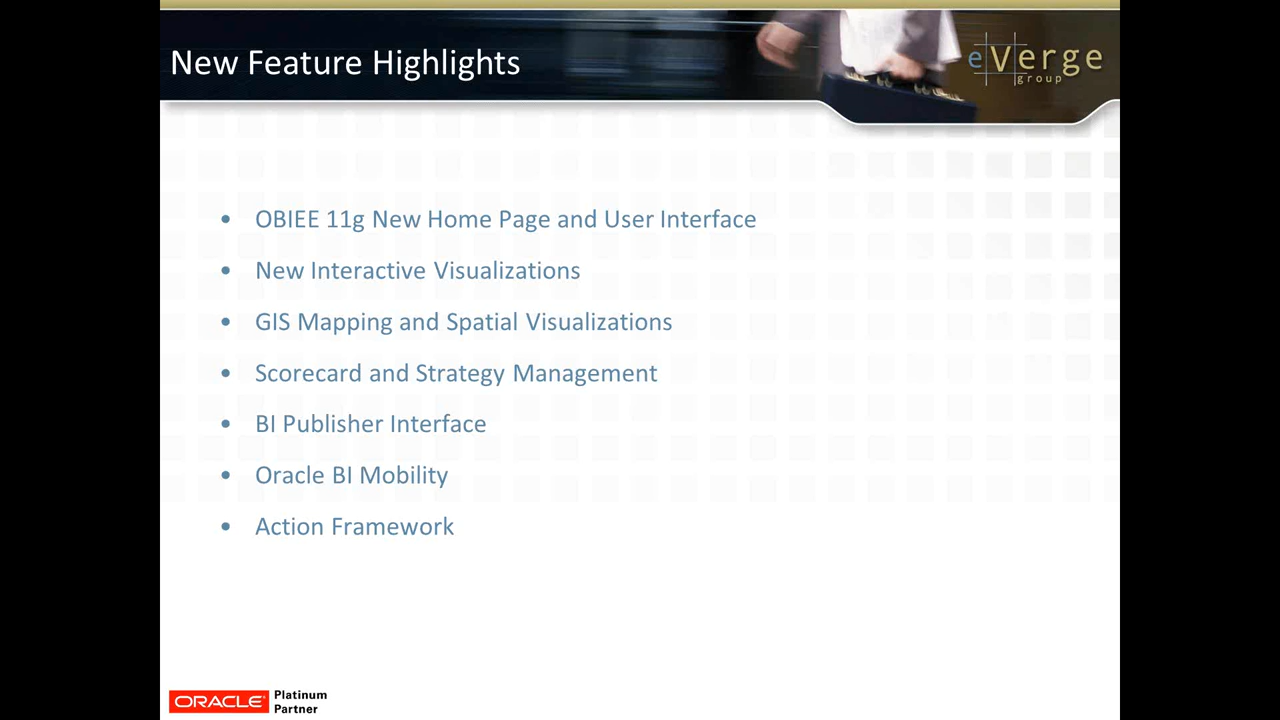 New Feature Highlights
eVerge
group
• OBIEE 11g New Home Page and User Interface
• New Interactive Visualizations
• GIS Mapping and Spatial Visualizations
• Scorecard and Strategy Management
• BI Publisher Interface
• Oracle BI Mobility
• Action Framework
ORACLE Platinum
Partner